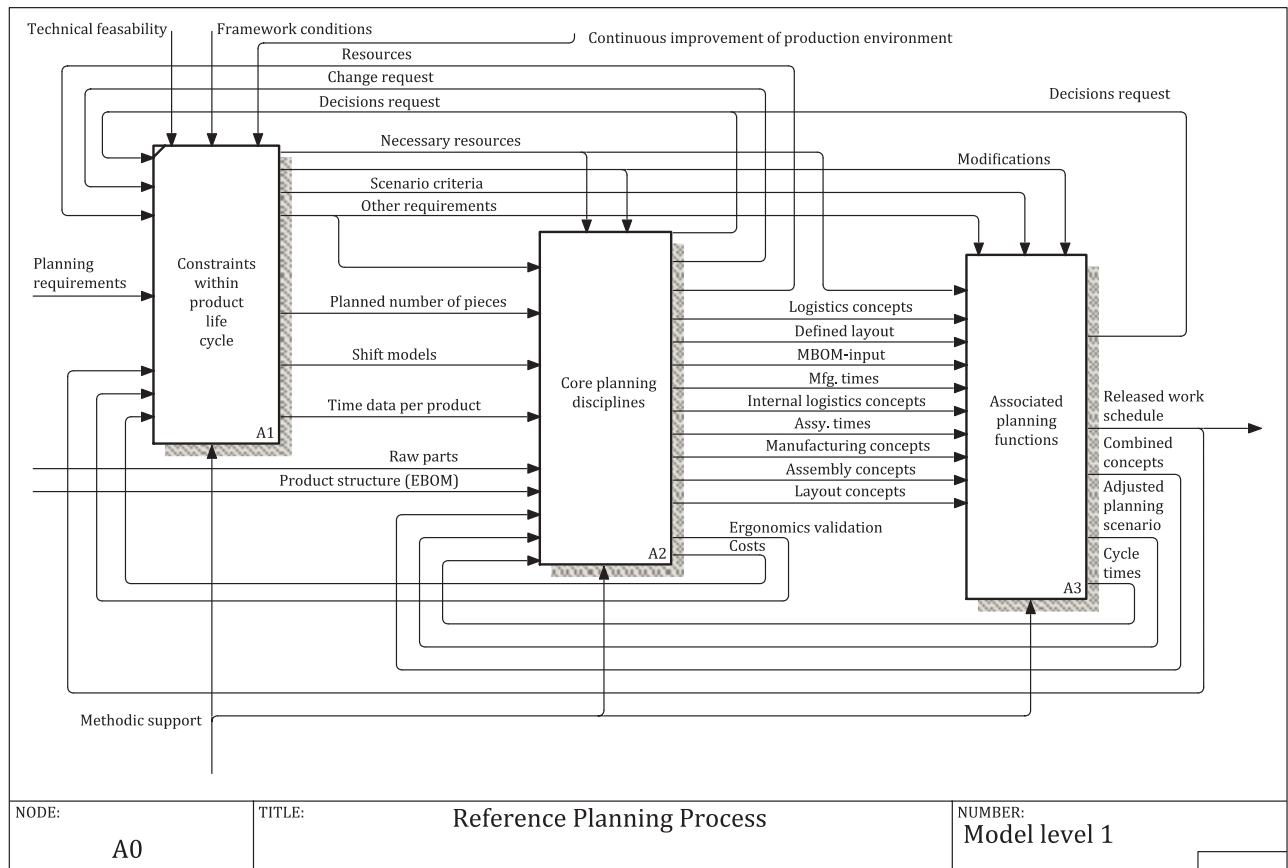 Technical feasability
Framework conditions
Continuous improvement of production environment
Resources
Change request
Decisions request
Decisions request
Necessary resources
Modifications
Scenario criteria
Other requirements
Planning
requirements
Constraints
within
product
life
cycle
A1
Planned number of pieces
Shift models
Time data per product
Raw parts
Product structure (EBOM)
Core planning
disciplines
A2
Logistics concepts
Defined layout
MBOM-input
Mfg. times
Internal logistics concepts
Assy. times
Manufacturing concepts
Assembly concepts
Layout concepts
Ergonomics validation
Costs
Associated
planning
functions
A3
Released work
schedule
Combined
concepts
Adjusted
planning
scenario
Cycle
times
Methodic support
NODE:
A0
TITLE:
Reference Planning Process
NUMBER:
Model level 1